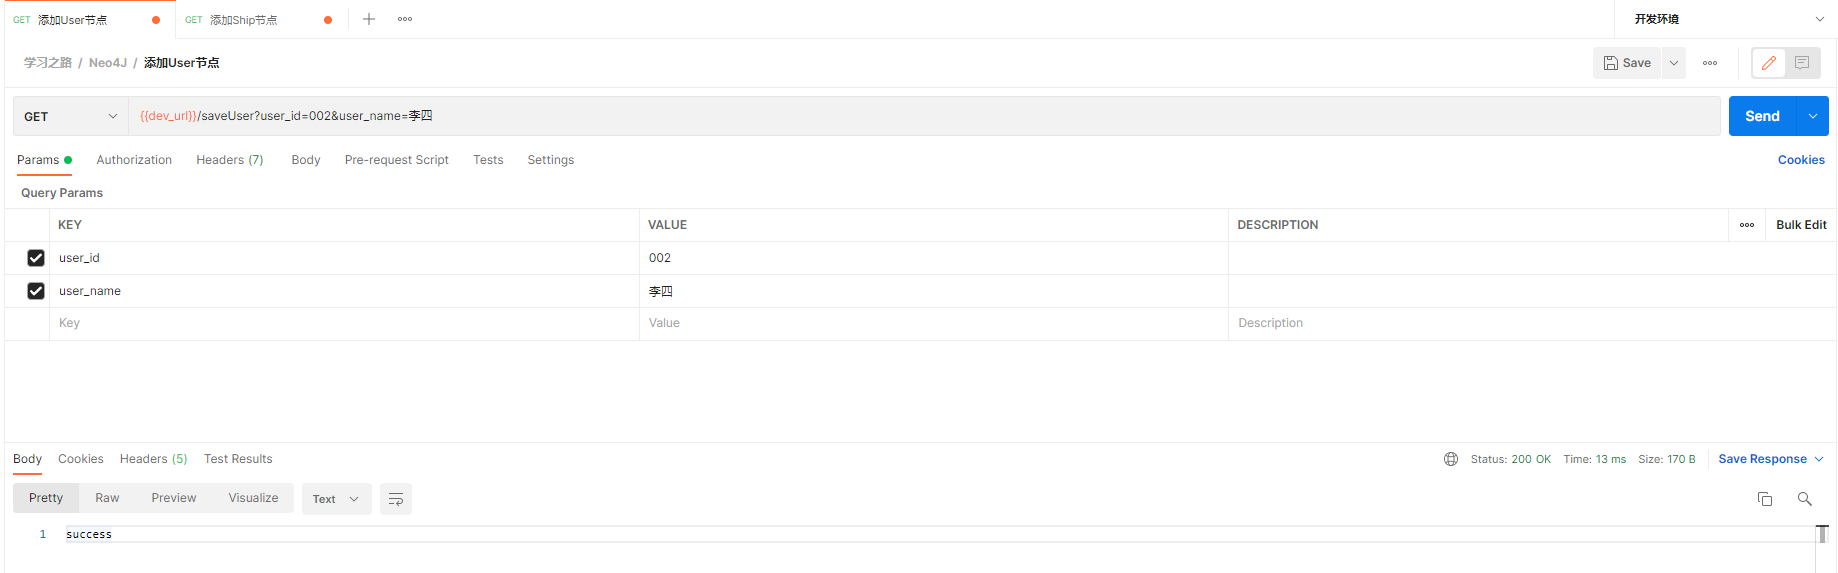 GET 添加User节点 GET 添加Ship节点 开发环境
学习之路 / Neo4J / 添加User节点 Save
GET {{dev_url}}/saveUser?user_id=002&user_name=李四 Send
Params Authorization Headers (7) Body Pre-request Script Tests Settings Cookies
Query Params
KEY VALUE DESCRIPTION Bulk Edit
user_id 002
user_name 李四
Key Value Description
Body Cookies Headers (5) Test Results Status: 200 OK Time: 13 ms Size: 170 B Save Response
Pretty Raw Preview Visualize Text
1 success